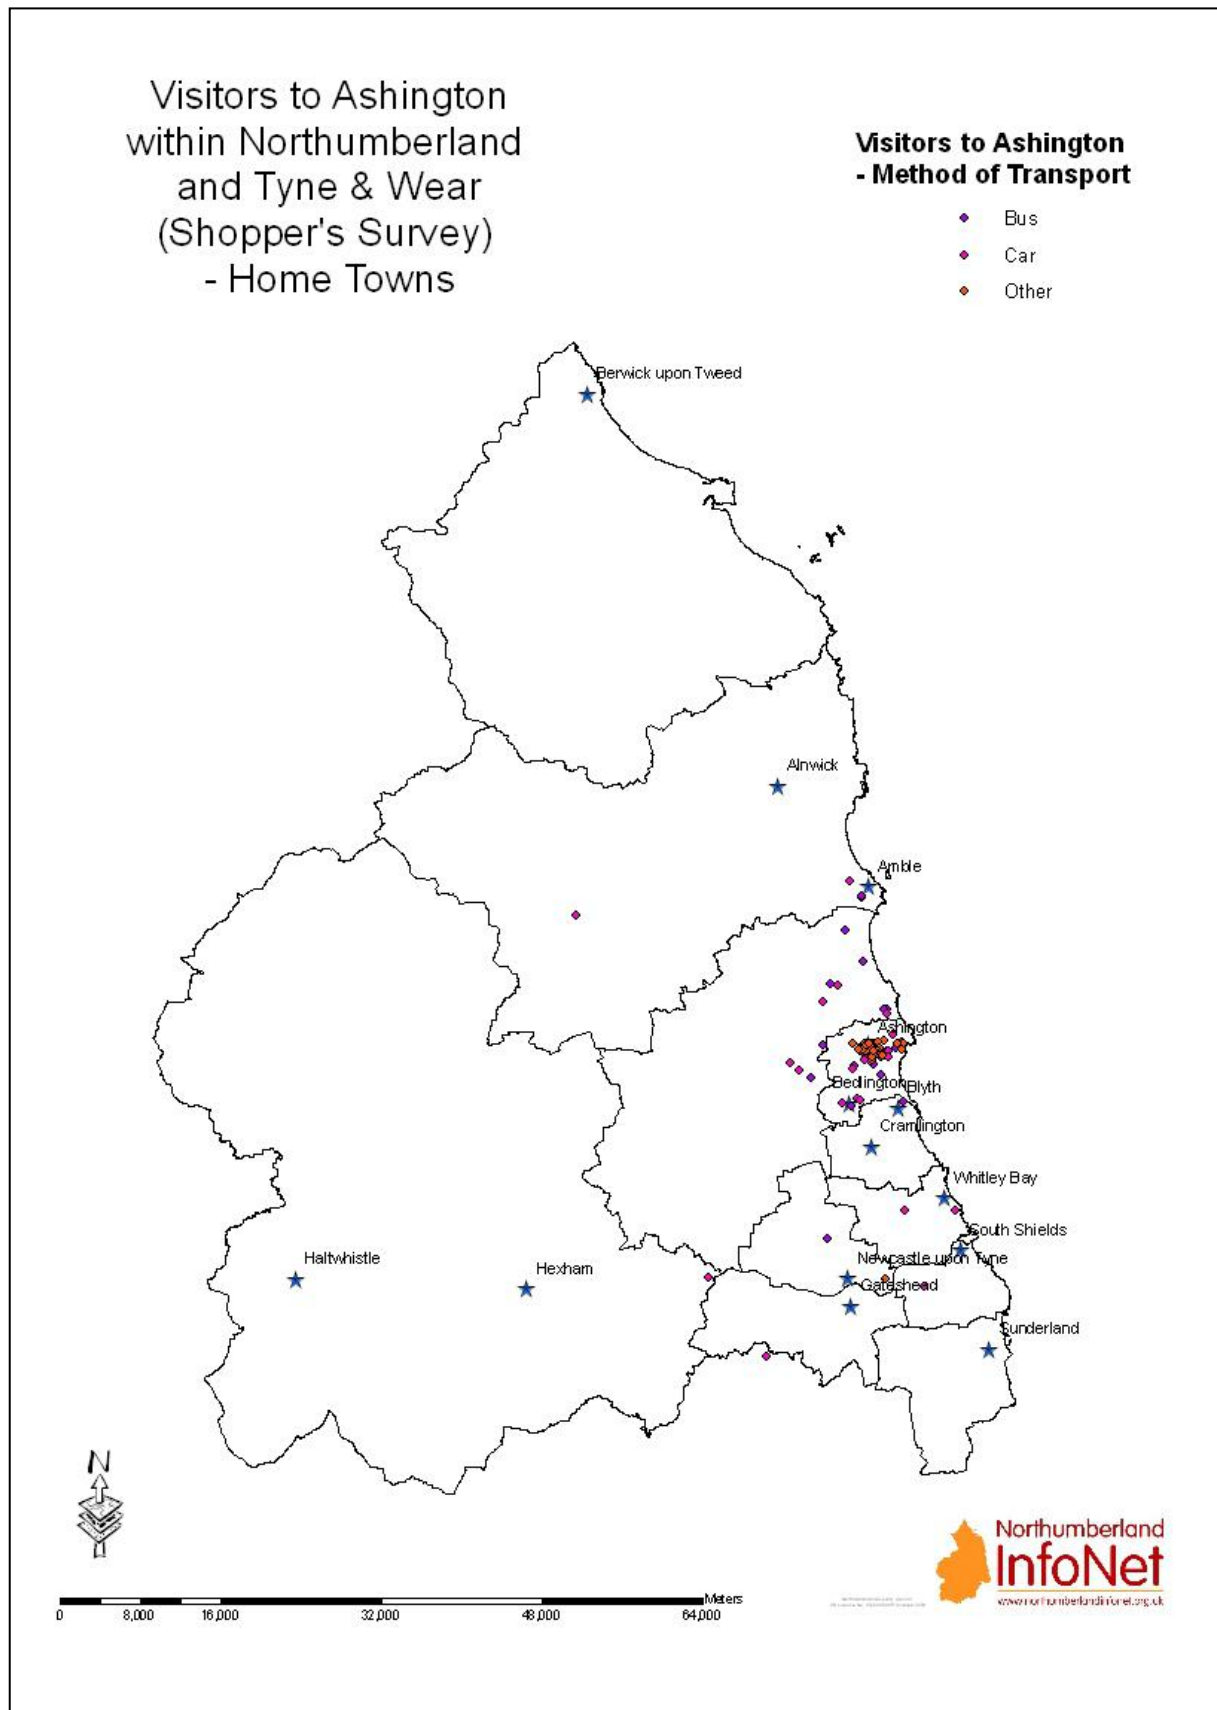 Visitors to Ashington
within Northumberland
and Tyne & Wear
(Shopper's Survey)
- Home Towns
Visitors to Ashington
- Method of Transport
Bus
Car
Other
Berwick upon Tweed
Alnwick
Amble
Ashington
Bedlington
Blyth
Cramlington
Whitley Bay
South Shields
Newcastle upon Tyne
Gateshead
Haltwhistle
Hexham
Sunderland
N
Meters
0 8,000 16,000 32,000 48,000 64,000
Northumberland
InfoNet
www.northumberlandinfonet.org.uk